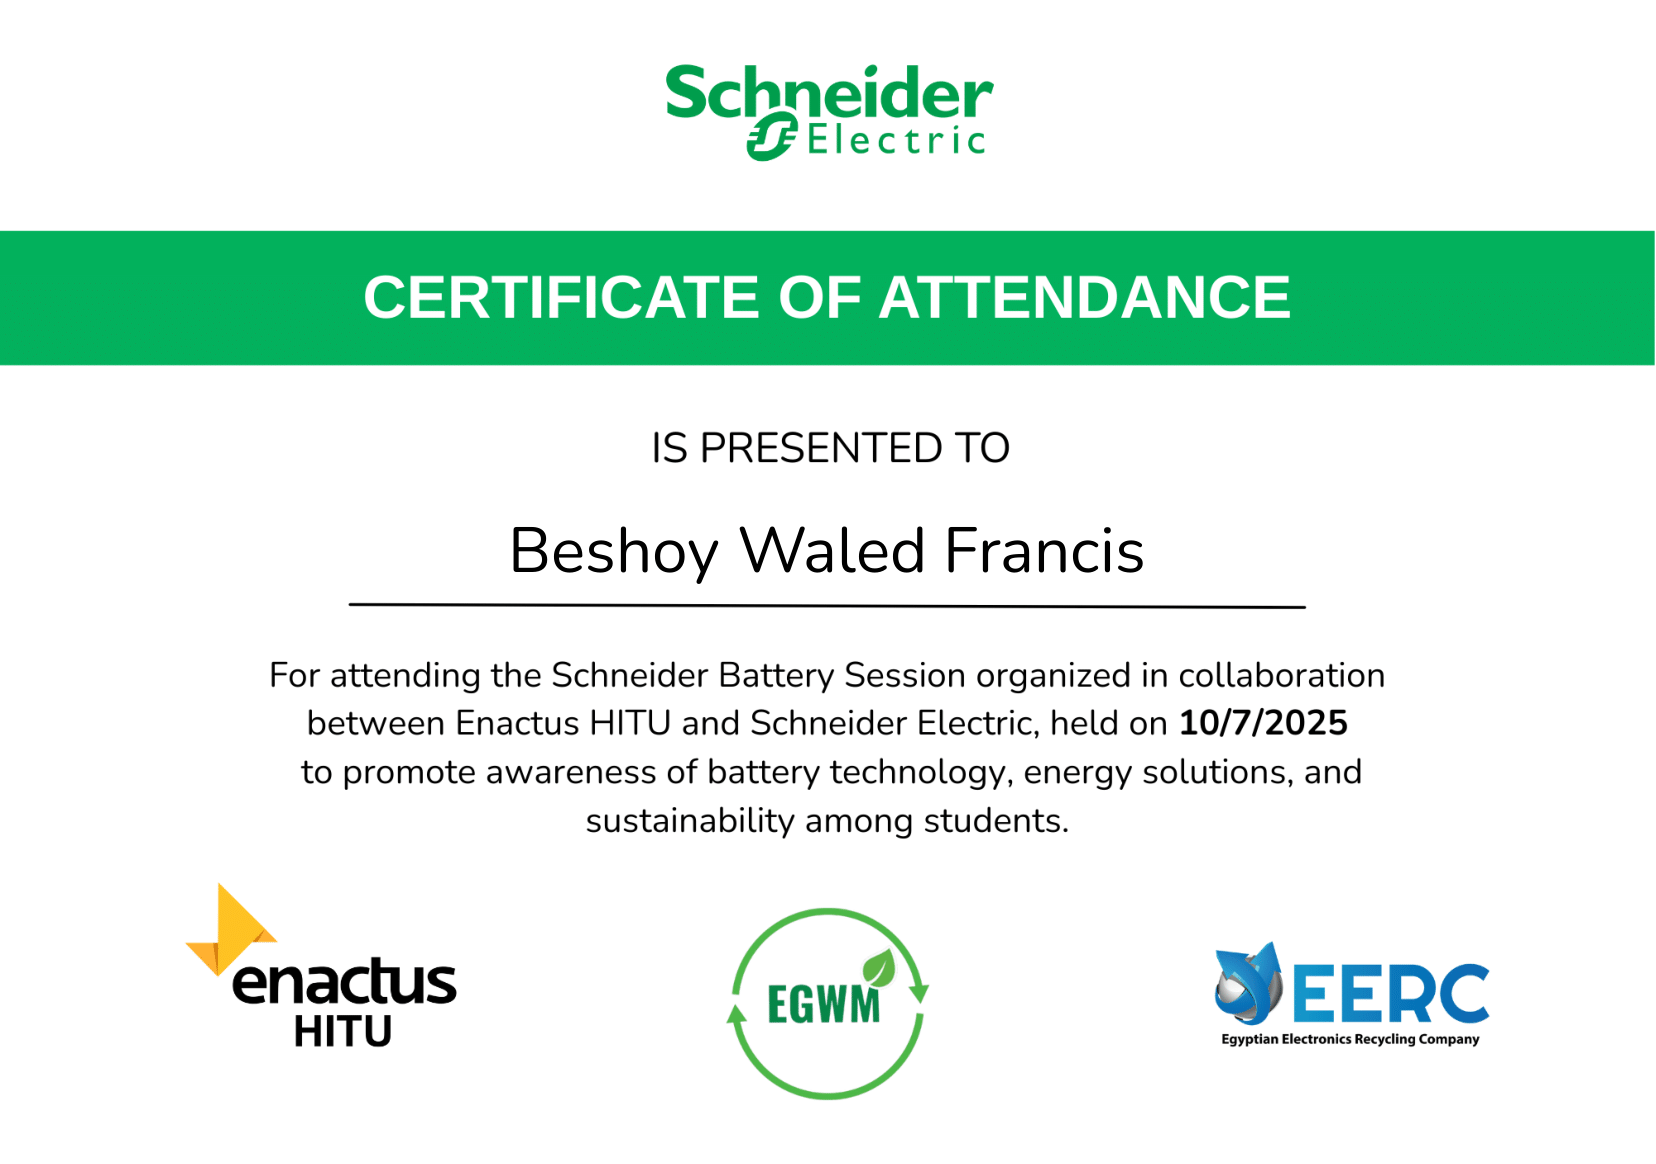 Schneider
Electric
CERTIFICATE OF ATTENDANCE
IS PRESENTED TO
Beshoy Waled Francis
For attending the Schneider Battery Session organized in collaboration
between Enactus HITU and Schneider Electric, held on 10/7/2025
to promote awareness of battery technology, energy solutions, and
sustainability among students.
enactus
HITU
EGWM
EERC
Egyptian Electronics Recycling Company